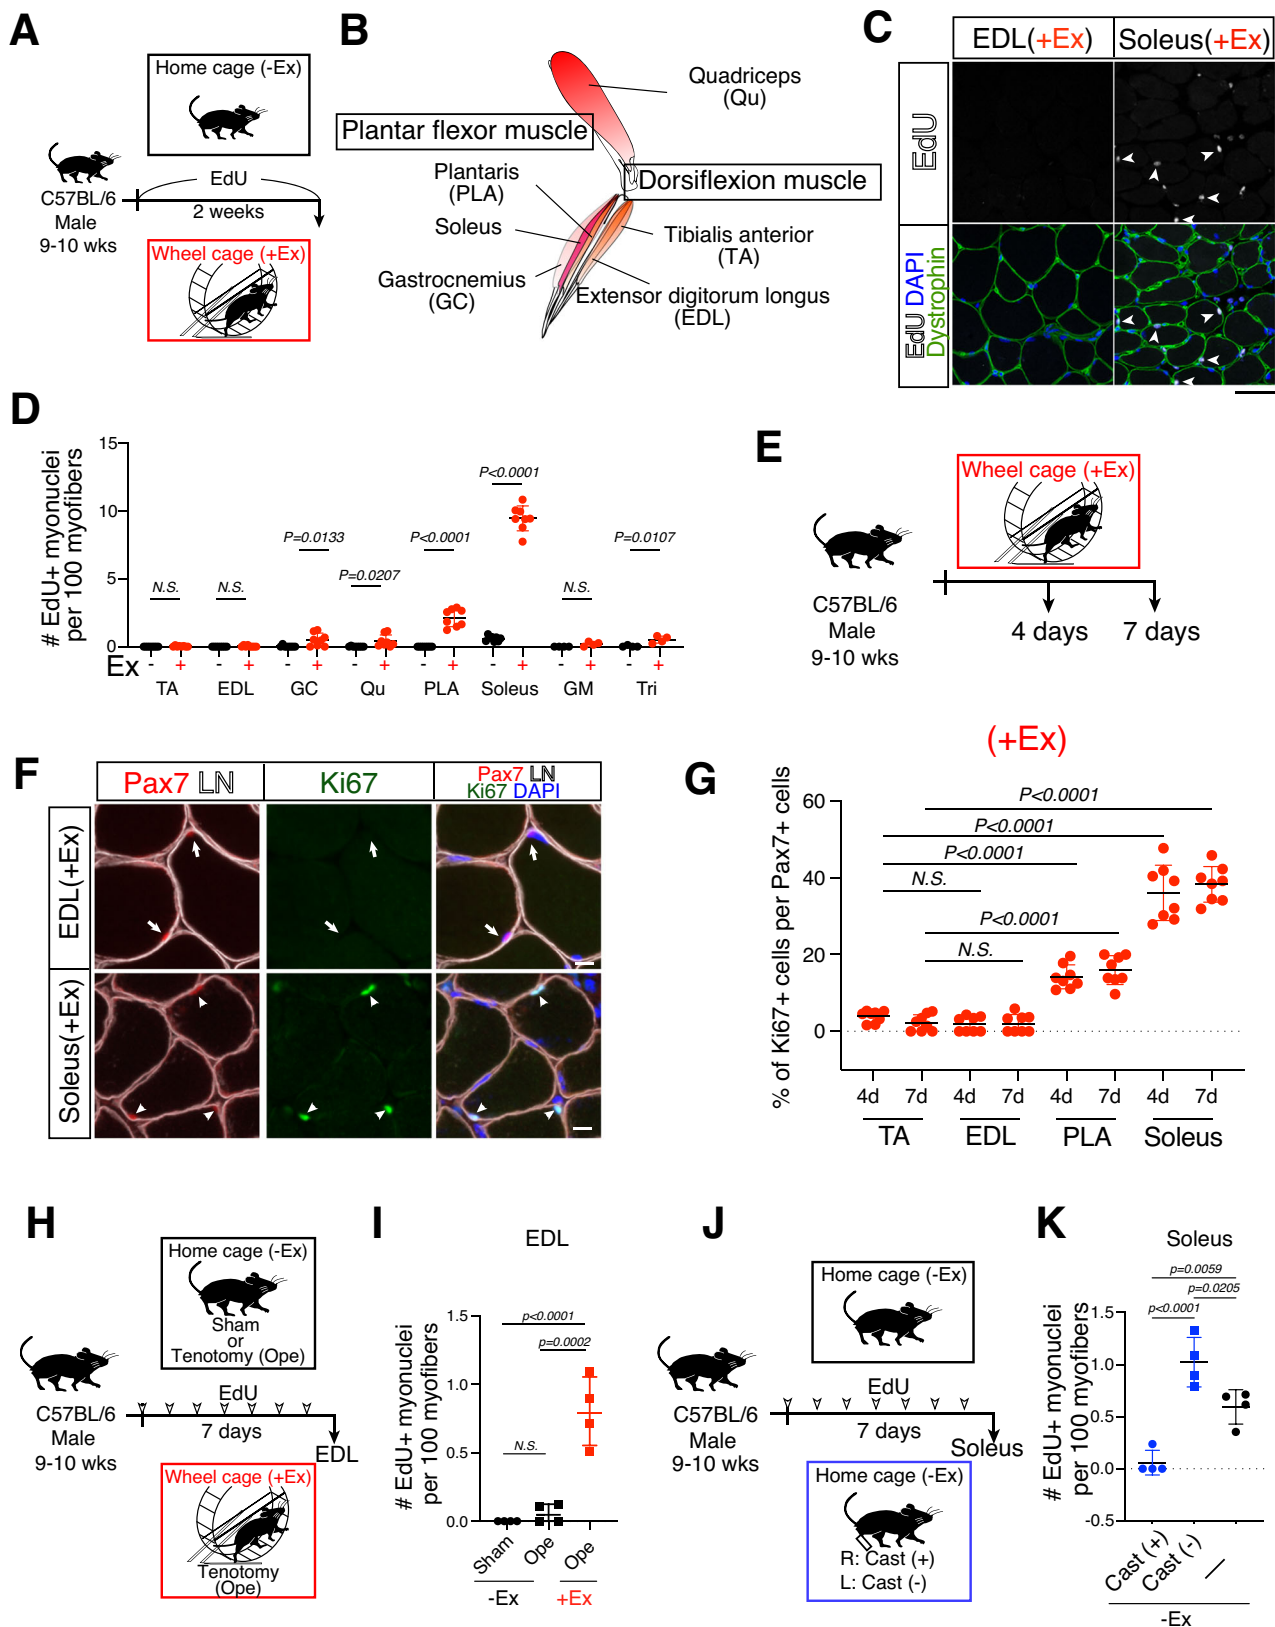 A
Home cage (-Ex)
C57BL/6
Male
9-10 wks
EdU
2 weeks
Wheel cage (+Ex)
B
Quadriceps
(Qu)
Plantar flexor muscle
Plantaris
(PLA)
Dorsiflexion muscle
Soleus
Tibialis anterior
(TA)
Gastrocnemius
(GC)
Extensor digitorum longus
(EDL)
C
EDL(+Ex)
Soleus(+Ex)
EdU
EdU DAPI
Dystrophin
D
# EdU+ myonuclei
per 100 myofibers
15
10
5
0
N.S.
N.S.
P=0.0133
P=0.0207
P<0.0001
P<0.0001
N.S.
P=0.0107
Ex - + - + - + - + - + - + - + - +
TA EDL GC Qu PLA Soleus GM Tri
E
Wheel cage (+Ex)
C57BL/6
Male
9-10 wks
4 days
7 days
F
Pax7 LN
Ki67
Pax7 LN
Ki67 DAPI
EDL(+Ex)
Soleus(+Ex)
G
(+Ex)
% of Ki67+ cells per Pax7+ cells
60
40
20
0
P<0.0001
P<0.0001
P<0.0001
N.S.
P<0.0001
N.S.
4d 7d 4d 7d 4d 7d 4d 7d
TA EDL PLA Soleus
H
Home cage (-Ex)
Sham
or
Tenotomy (Ope)
C57BL/6
Male
9-10 wks
EdU
7 days
EDL
Wheel cage (+Ex)
Tenotomy
(Ope)
I
EDL
# EdU+ myonuclei
per 100 myofibers
1.5
1.0
0.5
0.0
p<0.0001
p=0.0002
N.S.
Sham Ope Ope
-Ex +Ex
J
Home cage (-Ex)
C57BL/6
Male
9-10 wks
EdU
7 days
Soleus
Home cage (-Ex)
R: Cast (+)
L: Cast (-)
K
Soleus
# EdU+ myonuclei
per 100 myofibers
1.5
1.0
0.5
0.0
-0.5
p=0.0059
p=0.0205
p<0.0001
Cast (+) Cast (-) —
-Ex